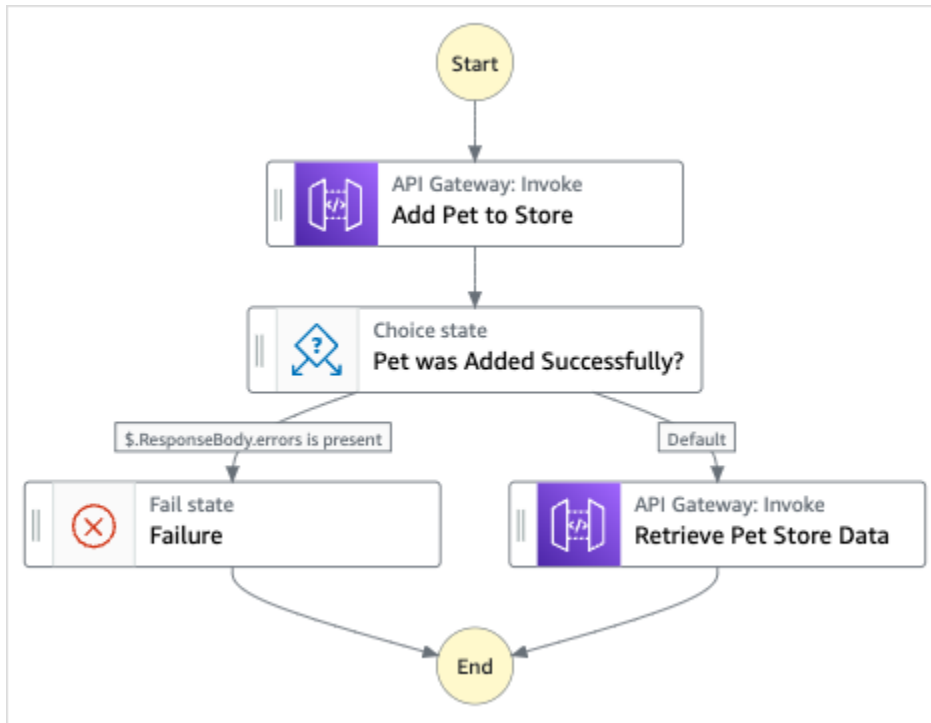 Start
API Gateway: Invoke
Add Pet to Store
Choice state
Pet was Added Successfully?
$.ResponseBody.errors is present
Default
Fail state
Failure
API Gateway: Invoke
Retrieve Pet Store Data
End